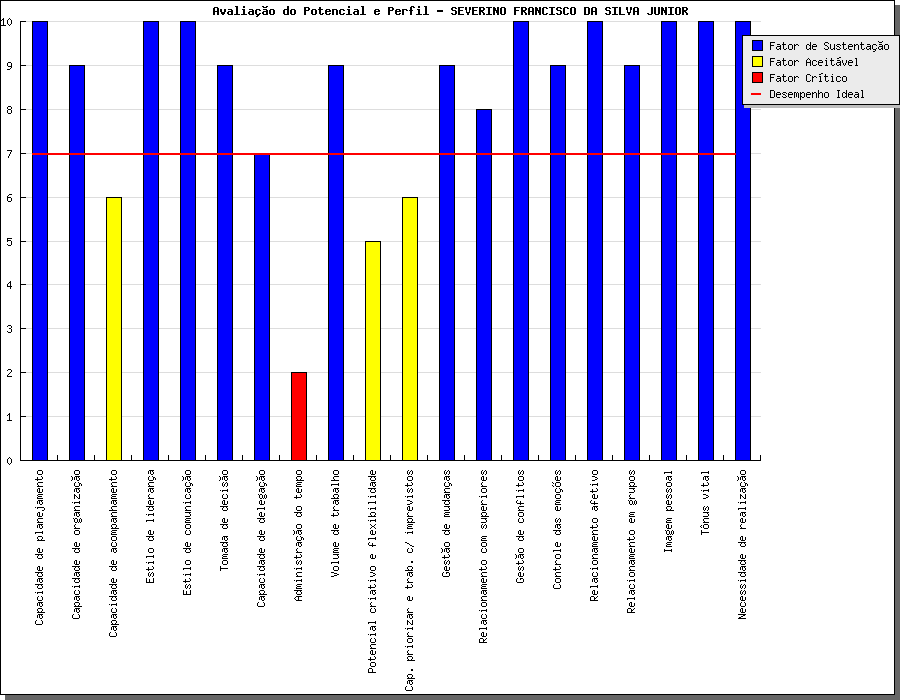 Avaliação do Potencial e Perfil - SEVERINO FRANCISCO DA SILVA JUNIOR
10
9
8
7
6
5
4
3
2
1
0
Fator de Sustentação
Fator Aceitável
Fator Crítico
Desempenho Ideal
Capacidade de planejamento
Capacidade de organização
Capacidade de acompanhamento
Estilo de liderança
Estilo de comunicação
Tomada de decisão
Capacidade de delegação
Administração do tempo
Volume de trabalho
Potencial criativo e flexibilidade
Cap. priorizar e trab. c/ imprevistos
Gestão de mudanças
Relacionamento com superiores
Gestão de conflitos
Controle das emoções
Relacionamento afetivo
Relacionamento em grupos
Imagem pessoal
Tônus vital
Necessidade de realização